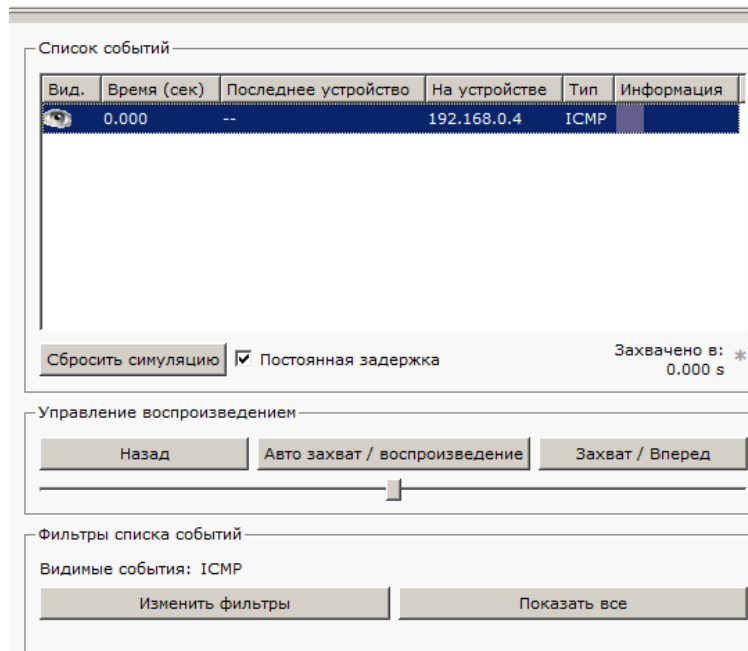 Список событий
Вид. Время (сек) Последнее устройство На устройстве Тип Информация
0.000 -- 192.168.0.4 ICMP
Сбросить симуляцию Постоянная задержка Захвачено в: *
0.000 s
Управление воспроизведением
Назад Авто захват / воспроизведение Захват / Вперед
Фильтры списка событий
Видимые события: ICMP
Изменить фильтры Показать все